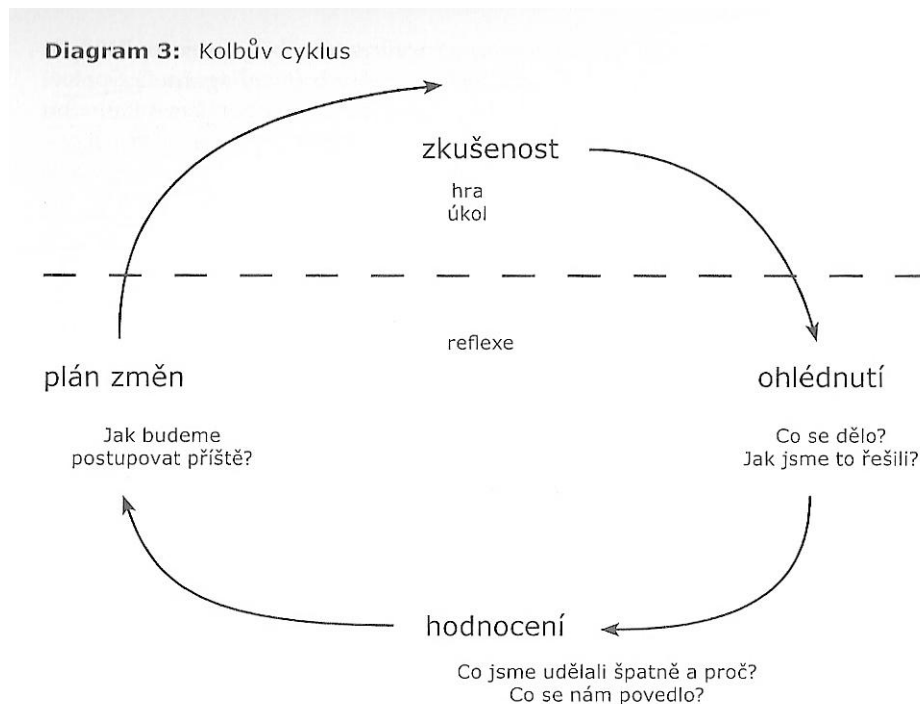 Diagram 3: Kolbův cyklus
zkušenost
hra
úkol
reflexe
plán změn
Jak budeme
postupovat příště?
ohlédnutí
Co se dělo?
Jak jsme to řešili?
hodnocení
Co jsme udělali špatně a proč?
Co se nám povedlo?